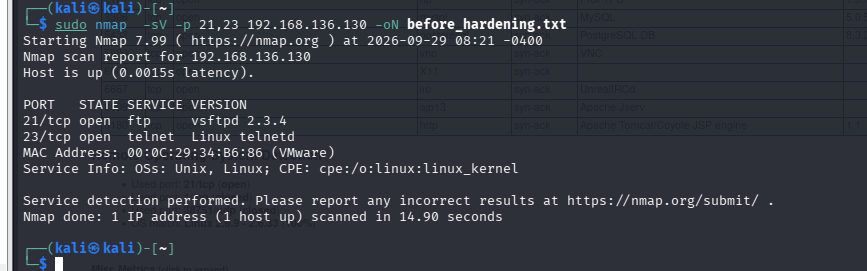 ┌──(kali㉿kali)-[~]
└─$ sudo nmap  -sV -p 21,23 192.168.136.130 -oN before_hardening.txt
Starting Nmap 7.99 ( https://nmap.org ) at 2026-09-29 08:21 -0400
Nmap scan report for 192.168.136.130
Host is up (0.0015s latency).

PORT   STATE SERVICE VERSION
21/tcp open  ftp     vsftpd 2.3.4
23/tcp open  telnet  Linux telnetd
MAC Address: 00:0C:29:34:B6:86 (VMware)
Service Info: OSs: Unix, Linux; CPE: cpe:/o:linux:linux_kernel

Service detection performed. Please report any incorrect results at https://nmap.org/submit/ .
Nmap done: 1 IP address (1 host up) scanned in 14.90 seconds

┌──(kali㉿kali)-[~]
└─$